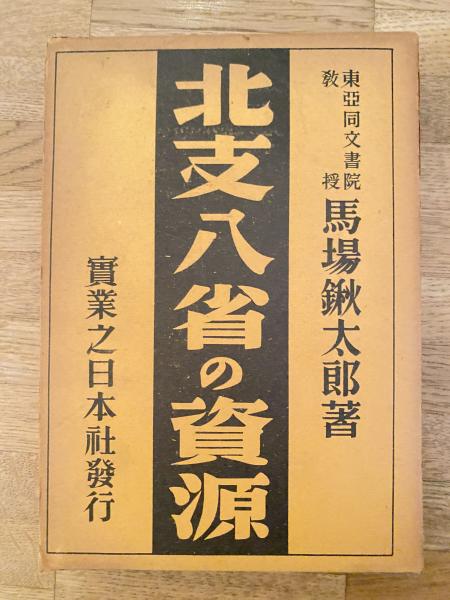 東亞同文書院
教授
馬場鍬太郎著
北支八省の資源
實業之日本社發行